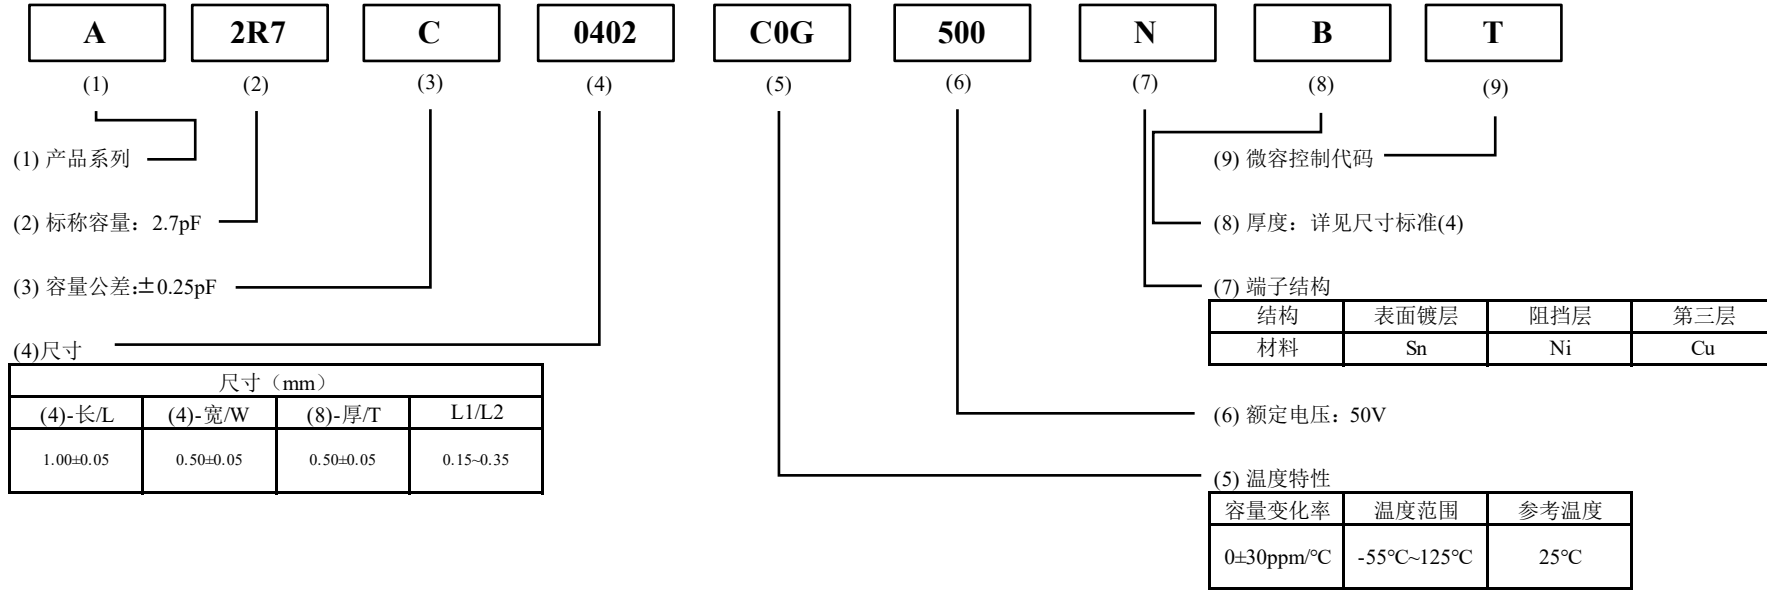 A 2R7 C 0402 C0G 500 N B T
(1) (2) (3) (4) (5) (6) (7) (8) (9)
(1) 产品系列
(9) 微容控制代码
(2) 标称容量：2.7pF
(8) 厚度：详见尺寸标准(4)
(3) 容量公差:±0.25pF
(7) 端子结构
结构 表面镀层 阻挡层 第三层
材料 Sn Ni Cu
(4)尺寸
尺寸（mm）
(4)-长/L (4)-宽/W (8)-厚/T L1/L2
1.00±0.05 0.50±0.05 0.50±0.05 0.15~0.35
(6) 额定电压：50V
(5) 温度特性
容量变化率 温度范围 参考温度
0±30ppm/℃ -55℃~125℃ 25℃